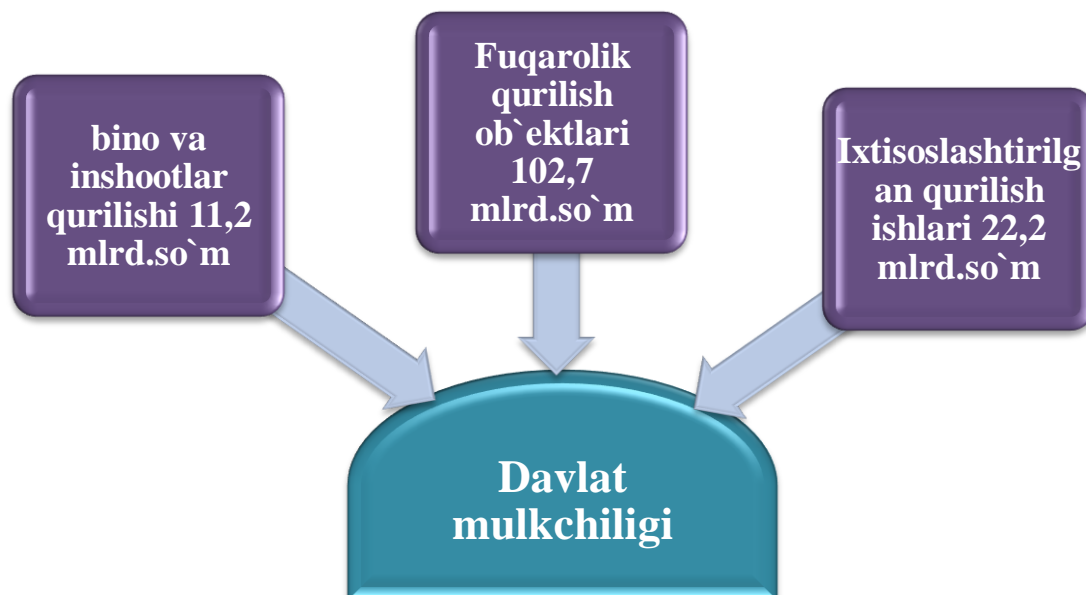 bino va
inshootlar
qurilishi 11,2
mlrd.so`m
Fuqarolik
qurilish
ob`ektlari
102,7
mlrd.so`m
Ixtisoslashtirilg
an qurilish
ishlari 22,2
mlrd.so`m
Davlat
mulkchiligi